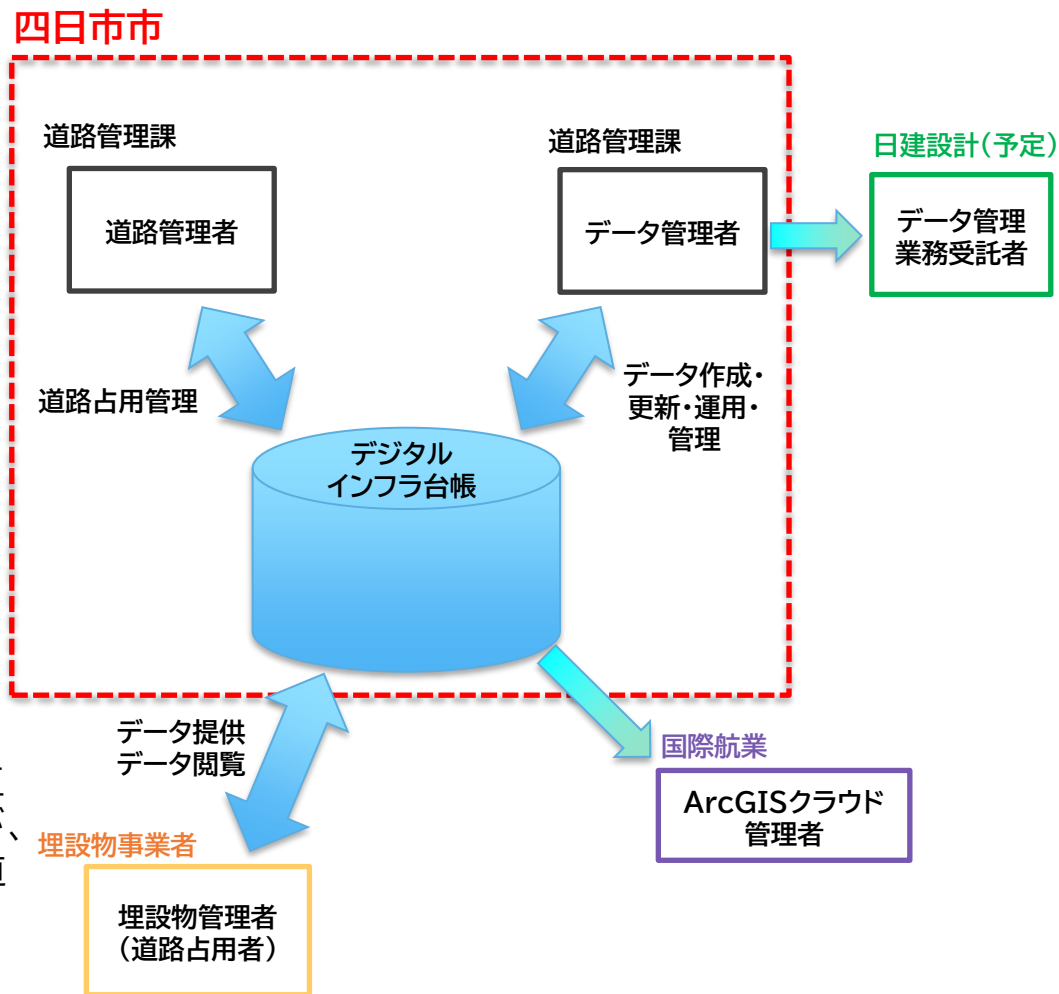 四日市市
道路管理課
道路管理者
道路管理課
データ管理者
日建設計(予定)
データ管理
業務受託者
道路占用管理
データ作成・
更新・運用・
管理
デジタル
インフラ台帳
データ提供
データ閲覧
国際航業
ArcGISクラウド
管理者
埋設物事業者
埋設物管理者
(道路占用者)